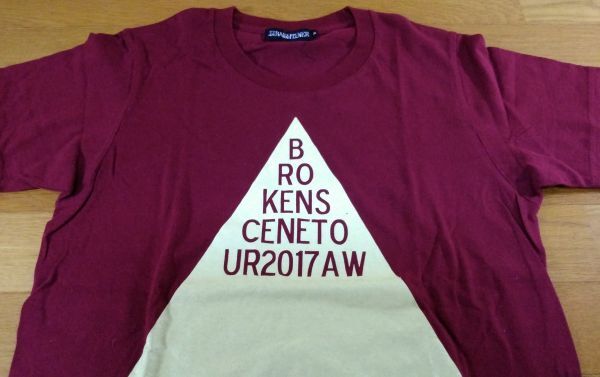 B
RO
KENS
CENETO
UR2017AW